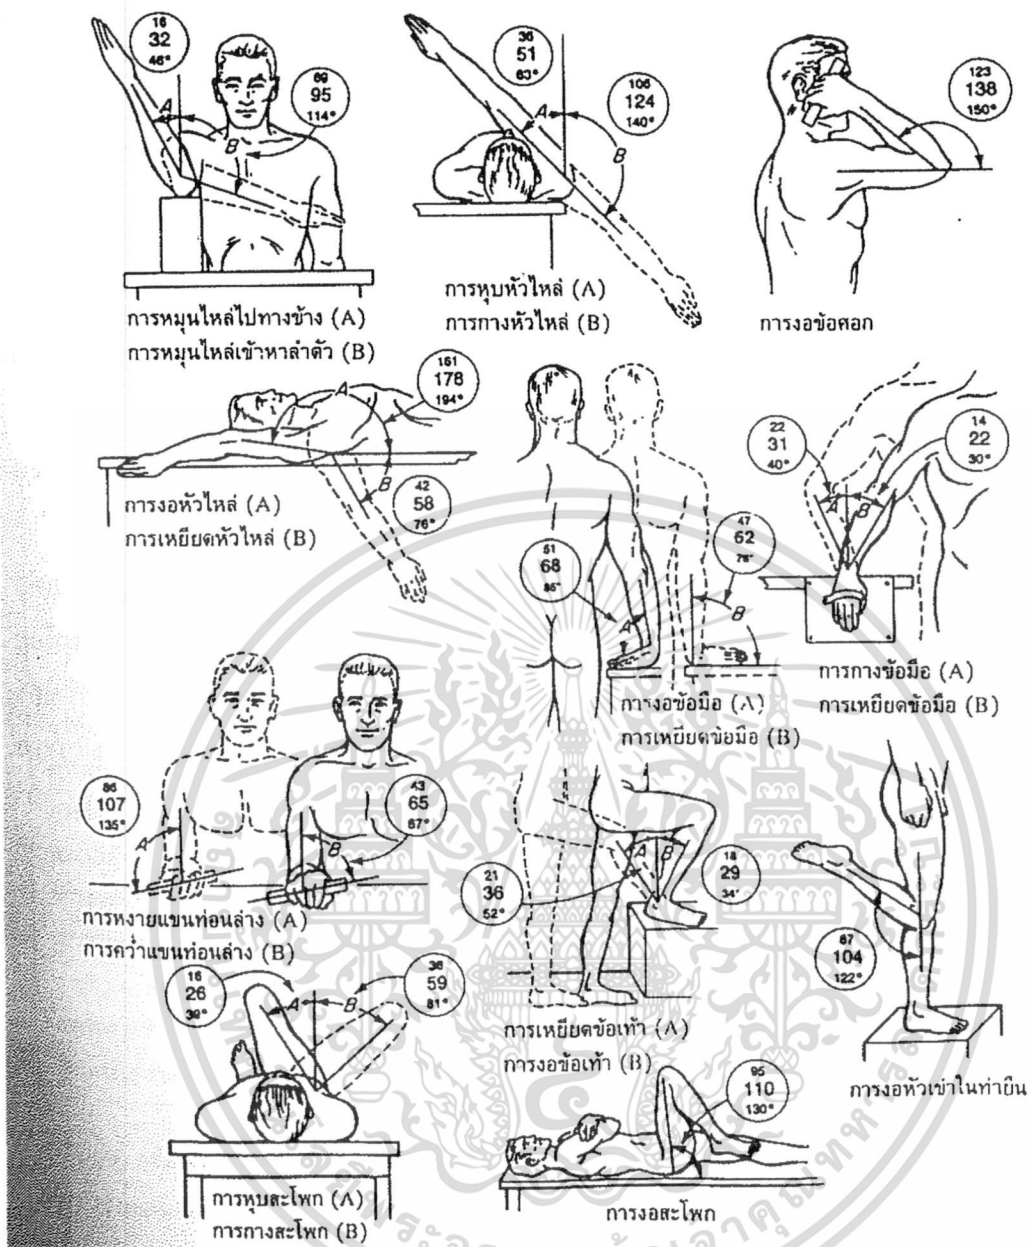 16
32
46°
A
B
69
95
114°
การหมุนไหล่ไปทางข้าง (A)
การหมุนไหล่เข้าหาลำตัว (B)
36
51
63°
A
B
106
124
140°
การหุบหัวไหล่ (A)
การกางหัวไหล่ (B)
123
138
150°
การงอข้อศอก
161
178
194°
A
B
42
58
76°
การงอหัวไหล่ (A)
การเหยียดหัวไหล่ (B)
51
68
85°
A
47
62
76°
B
การงอข้อมือ (A)
การเหยียดข้อมือ (B)
22
31
40°
A
B
14
22
30°
การกางข้อมือ (A)
การเหยียดข้อมือ (B)
86
107
135°
A
B
43
65
87°
การหงายแขนท่อนล่าง (A)
การคว่ำแขนท่อนล่าง (B)
21
36
52°
A
B
18
29
34°
การเหยียดข้อเท้า (A)
การงอข้อเท้า (B)
87
104
122°
การงอหัวเข่าในท่ายืน
16
26
39°
A
B
36
59
81°
การหุบสะโพก (A)
การกางสะโพก (B)
95
110
130°
การงอสะโพก